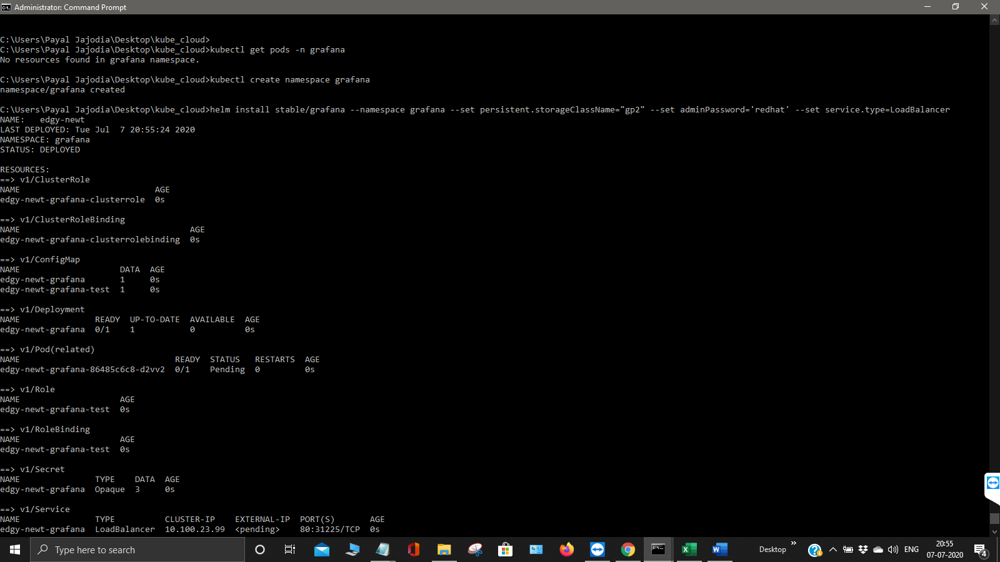 Administrator: Command Prompt
C:\Users\Payal Jajodia\Desktop\kube_cloud>
C:\Users\Payal Jajodia\Desktop\kube_cloud>kubectl get pods -n grafana
No resources found in grafana namespace.
C:\Users\Payal Jajodia\Desktop\kube_cloud>kubectl create namespace grafana
namespace/grafana created
C:\Users\Payal Jajodia\Desktop\kube_cloud>helm install stable/grafana --namespace grafana --set persistent.storageClassName="gp2" --set adminPassword='redhat' --set service.type=LoadBalancer
NAME:   edgy-newt
LAST DEPLOYED: Tue Jul  7 20:55:24 2020
NAMESPACE: grafana
STATUS: DEPLOYED
RESOURCES:
==> v1/ClusterRole
NAME                           AGE
edgy-newt-grafana-clusterrole  0s
==> v1/ClusterRoleBinding
NAME                                  AGE
edgy-newt-grafana-clusterrolebinding  0s
==> v1/ConfigMap
NAME                    DATA  AGE
edgy-newt-grafana       1     0s
edgy-newt-grafana-test  1     0s
==> v1/Deployment
NAME               READY  UP-TO-DATE  AVAILABLE  AGE
edgy-newt-grafana  0/1    1           0          0s
==> v1/Pod(related)
NAME                               READY  STATUS   RESTARTS  AGE
edgy-newt-grafana-86485c6c8-d2vv2  0/1    Pending  0         0s
==> v1/Role
NAME                    AGE
edgy-newt-grafana-test  0s
==> v1/RoleBinding
NAME                    AGE
edgy-newt-grafana-test  0s
==> v1/Secret
NAME               TYPE    DATA  AGE
edgy-newt-grafana  Opaque  3     0s
==> v1/Service
NAME               TYPE          CLUSTER-IP    EXTERNAL-IP  PORT(S)       AGE
edgy-newt-grafana  LoadBalancer  10.100.23.99  <pending>    80:31225/TCP  0s
Type here to search
Desktop
ENG
20:55
07-07-2020
4